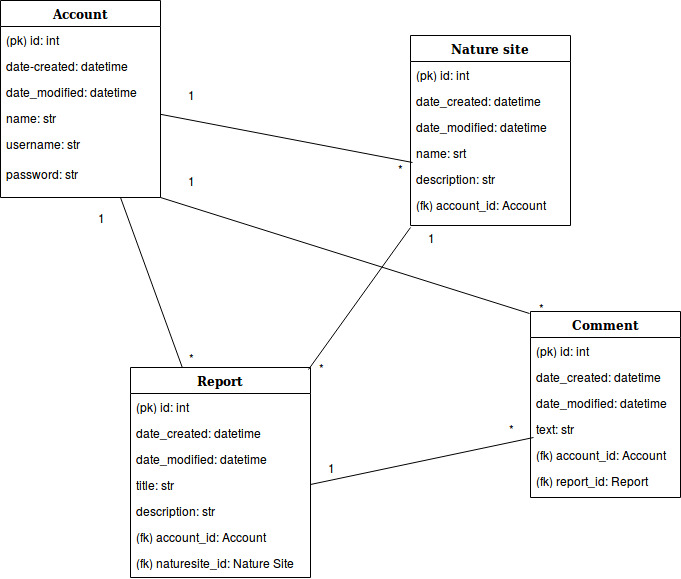 Account
(pk) id: int
date-created: datetime
date_modified: datetime
name: str
username: str
password: str
Nature site
(pk) id: int
date_created: datetime
date_modified: datetime
name: srt
description: str
(fk) account_id: Account
1
*
1
*
1
*
1
*
Comment
(pk) id: int
date_created: datetime
date_modified: datetime
text: str
(fk) account_id: Account
(fk) report_id: Report
Report
(pk) id: int
date_created: datetime
date_modified: datetime
title: str
description: str
(fk) account_id: Account
(fk) naturesite_id: Nature Site
1
*